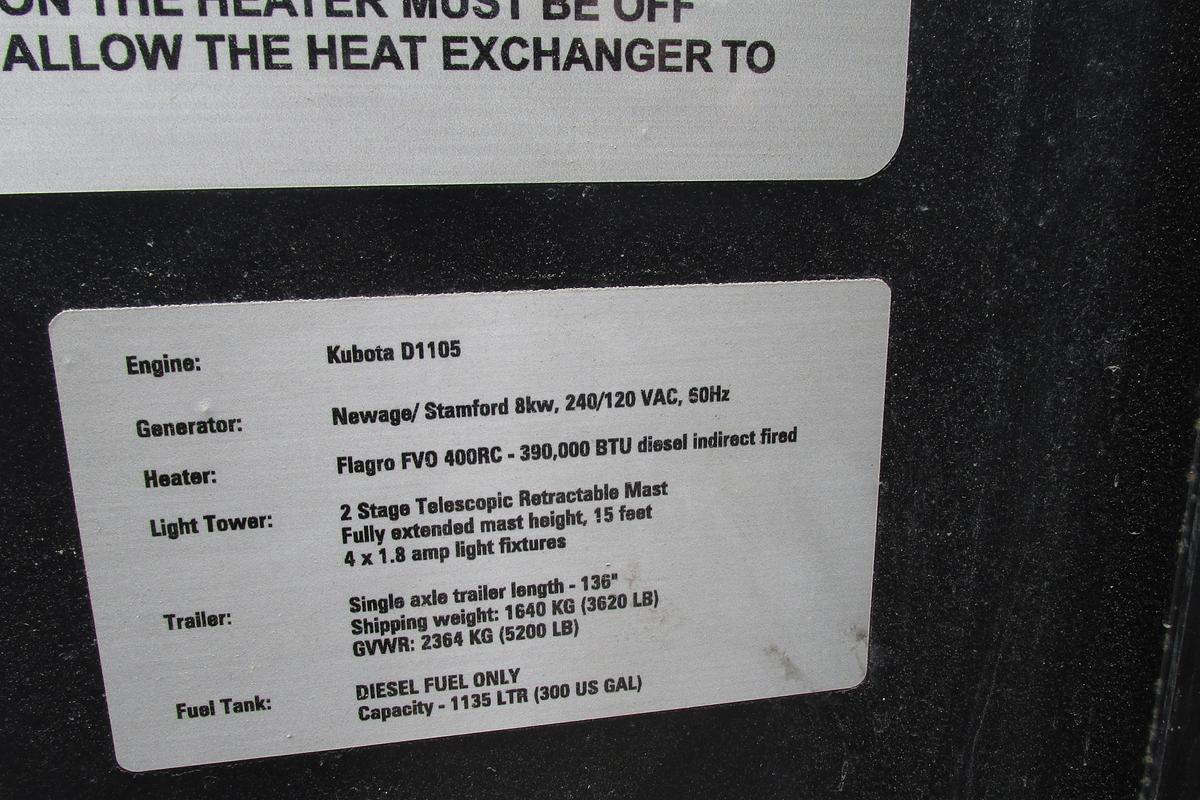 ON THE HEATER MUST BE OFF
ALLOW THE HEAT EXCHANGER TO
Engine: Kubota D1105
Generator: Newage/ Stamford 8kw, 240/120 VAC, 60Hz
Heater: Flagro FVO 400RC - 390,000 BTU diesel indirect fired
Light Tower: 2 Stage Telescopic Retractable Mast
Fully extended mast height, 15 feet
4 x 1.8 amp light fixtures
Trailer: Single axle trailer length - 136"
Shipping weight: 1640 KG (3620 LB)
GVWR: 2364 KG (5200 LB)
Fuel Tank: DIESEL FUEL ONLY
Capacity - 1135 LTR (300 US GAL)